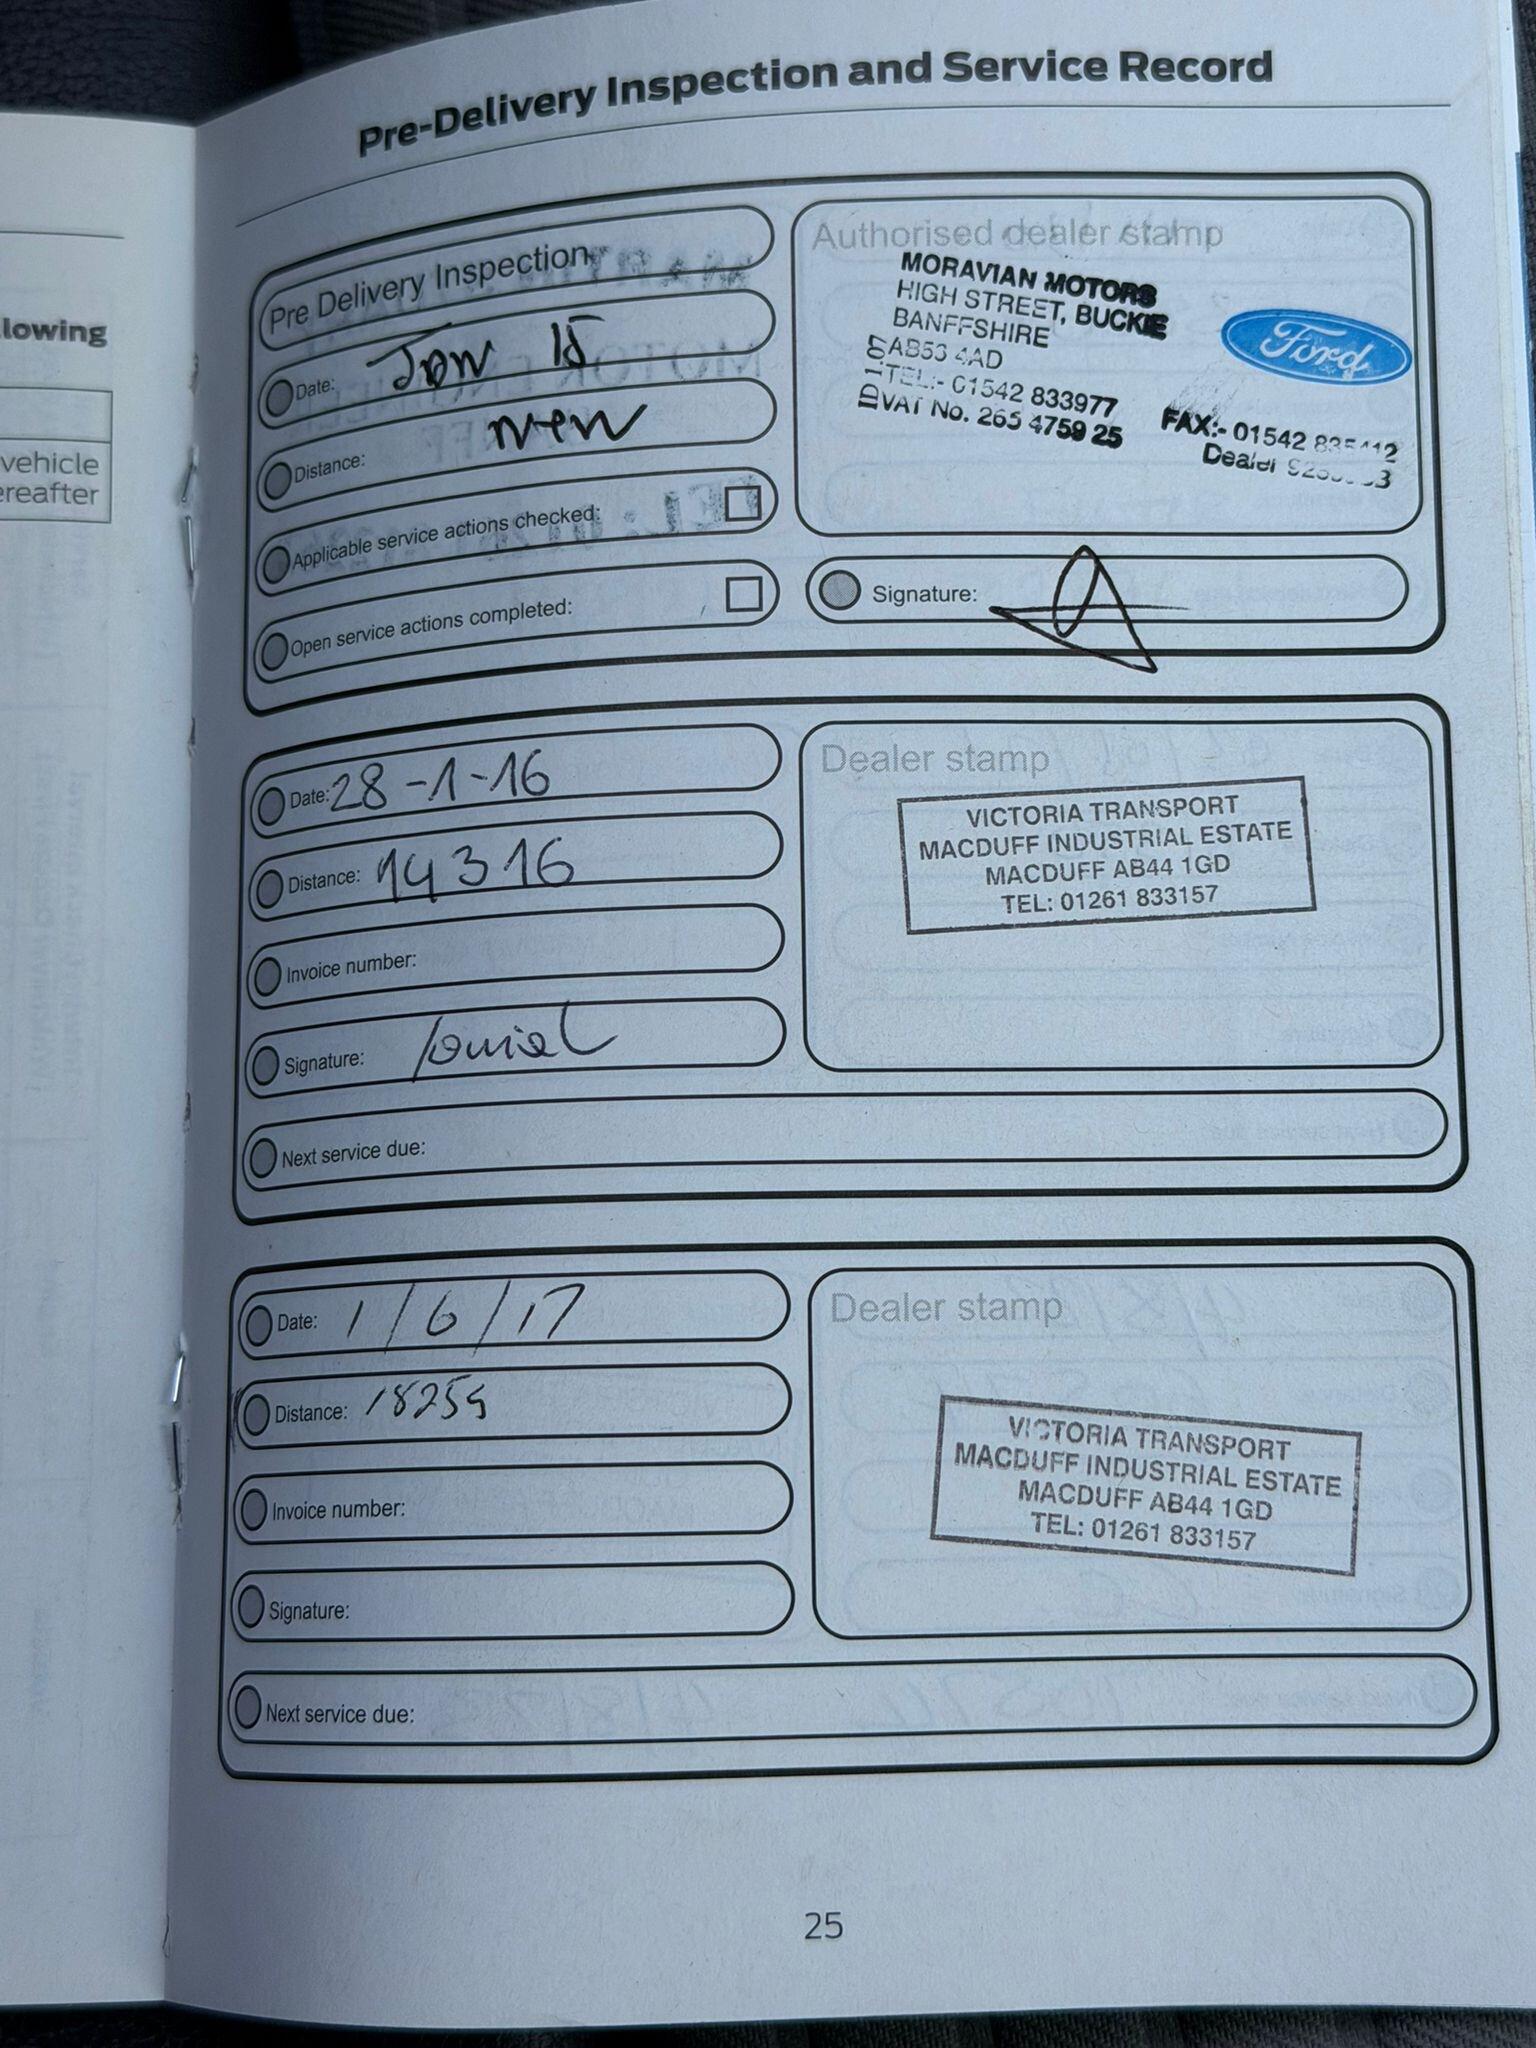 Pre-Delivery Inspection and Service Record
lowing
vehicle
ereafter
Pre Delivery Inspection
Date: Jan 15
Distance: new
Applicable service actions checked:
Open service actions completed:
Authorised dealer stamp
MORAVIAN MOTORS
HIGH STREET, BUCKIE
BANFFSHIRE
AB53 4AD
TEL:- 01542 833977
VAT No. 265 4759 25
Ford
FAX:- 01542
Dealer
Signature:
Date: 28-1-16
Distance: 14316
Invoice number:
Signature:
Next service due:
Dealer stamp
VICTORIA TRANSPORT
MACDUFF INDUSTRIAL ESTATE
MACDUFF AB44 1GD
TEL: 01261 833157
Date: 1/6/17
Distance: 18259
Invoice number:
Signature:
Next service due:
Dealer stamp
VICTORIA TRANSPORT
MACDUFF INDUSTRIAL ESTATE
MACDUFF AB44 1GD
TEL: 01261 833157
25